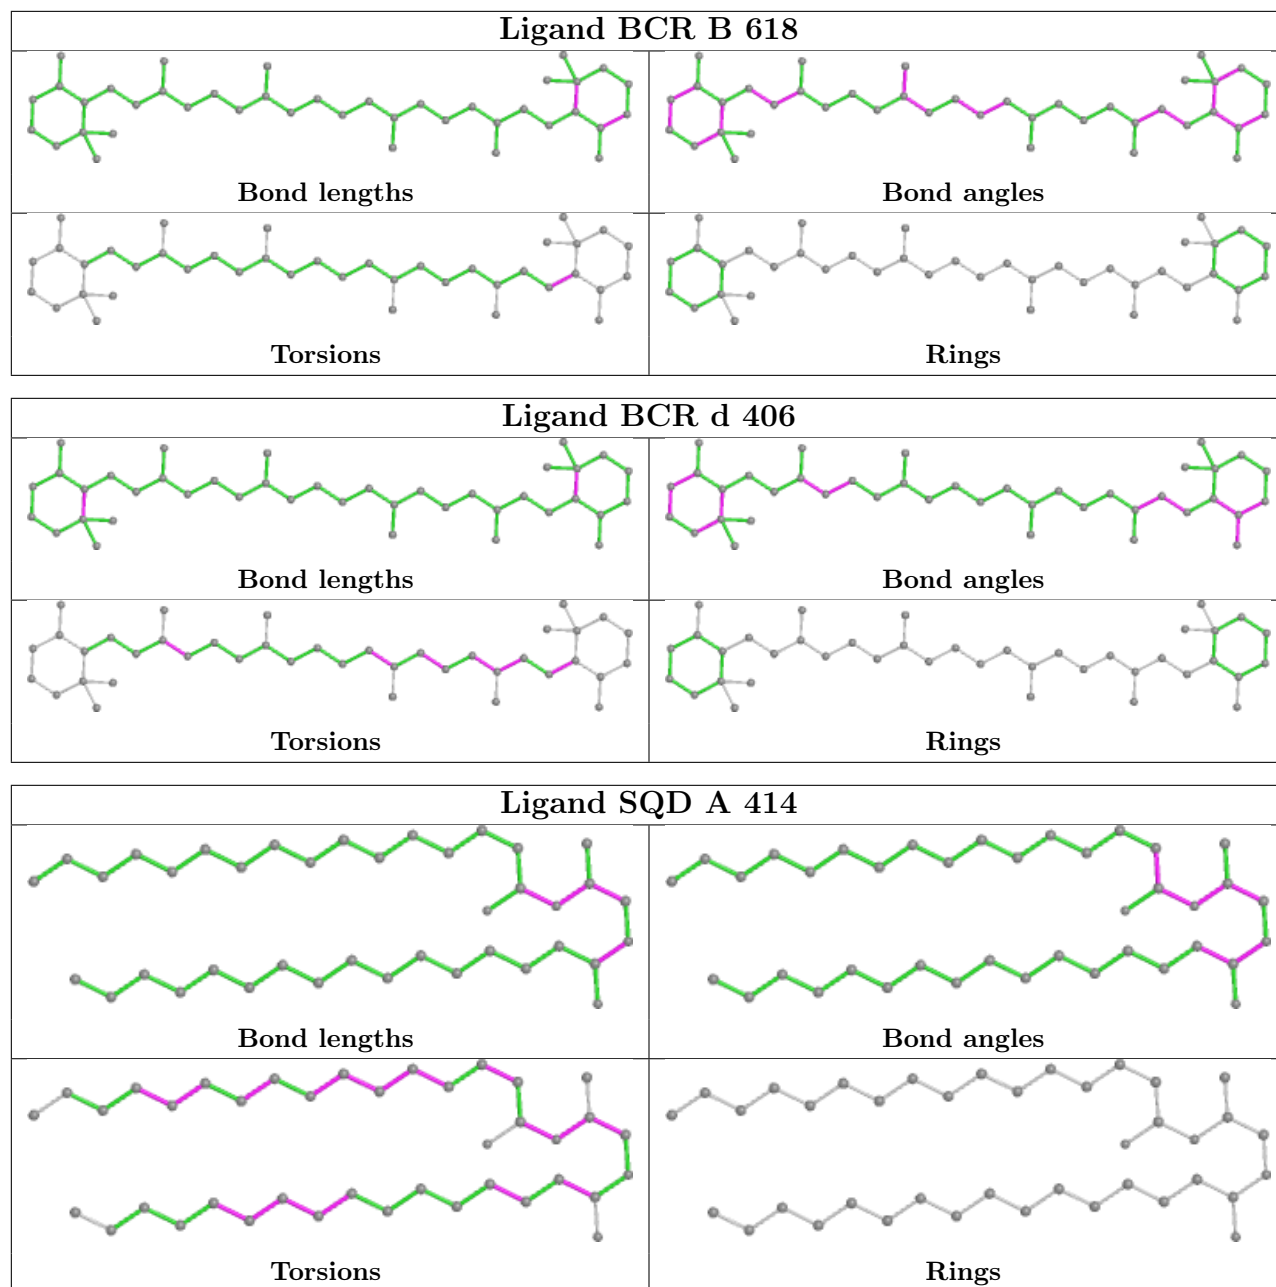 Ligand BCR B 618
Bond lengths
Bond angles
Torsions
Rings
Ligand BCR d 406
Bond lengths
Bond angles
Torsions
Rings
Ligand SQD A 414
Bond lengths
Bond angles
Torsions
Rings